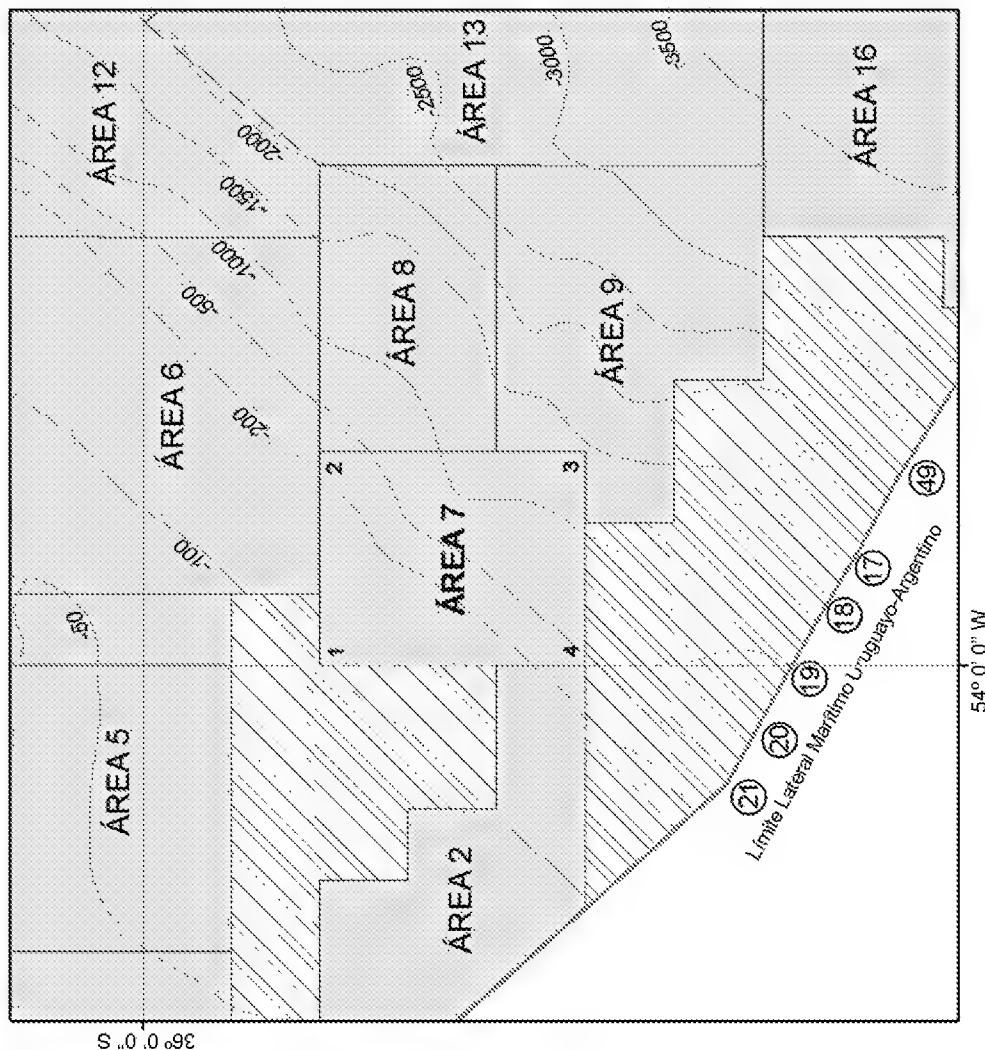 ÁREA 12
ÁREA 13
ÁREA 16
ÁREA 6
ÁREA 8
ÁREA 9
ÁREA 7
ÁREA 5
ÁREA 2
-50
-100
-200
-500
-1000
-1500
-2000
-2500
-3000
-3500
1
2
3
4
21
20
19
18
17
49
Límite Lateral Marítimo Uruguayo-Argentino
36º 0' 0" S
54º 0' 0" W